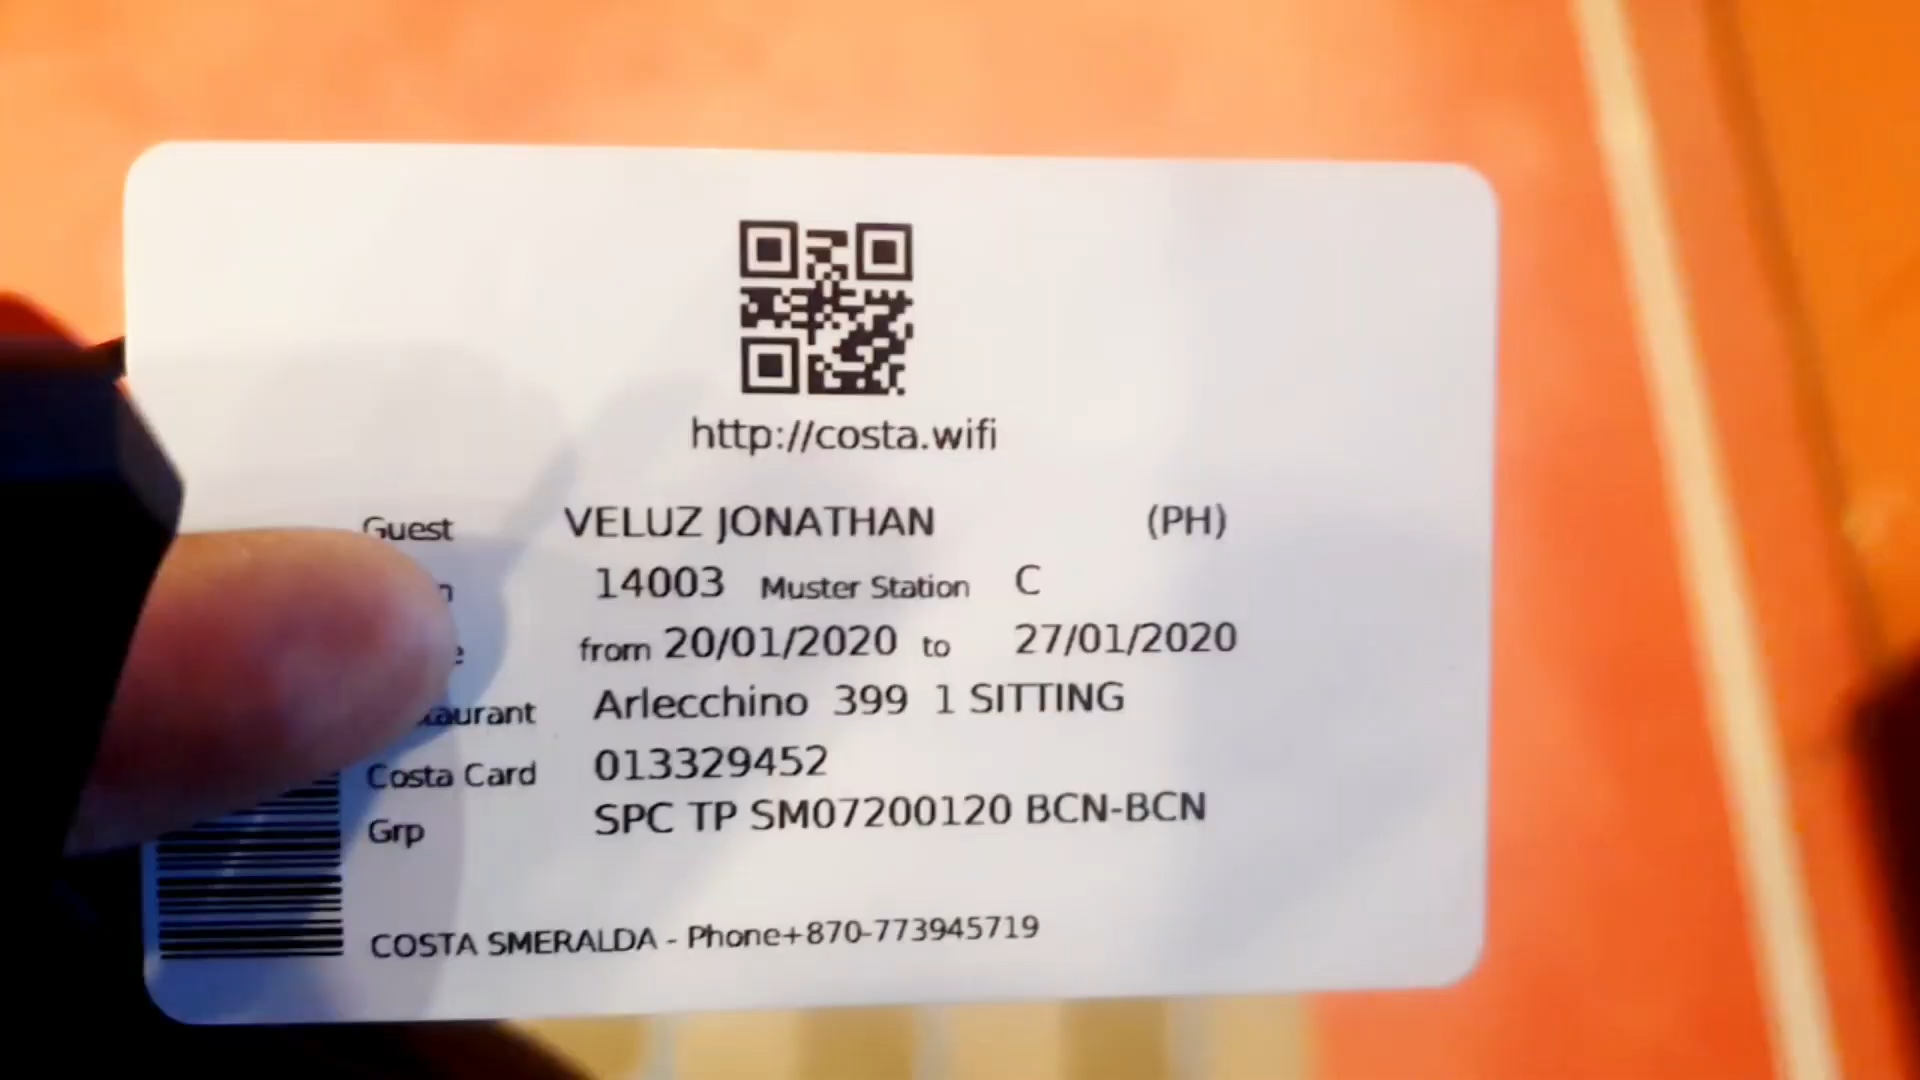 http://costa.wifi
Guest VELUZ JONATHAN (PH)
14003 Muster Station C
from 20/01/2020 to 27/01/2020
Arlecchino 399 1 SITTING
Costa Card 013329452
Grp SPC TP SM07200120 BCN-BCN
COSTA SMERALDA - Phone+870-773945719